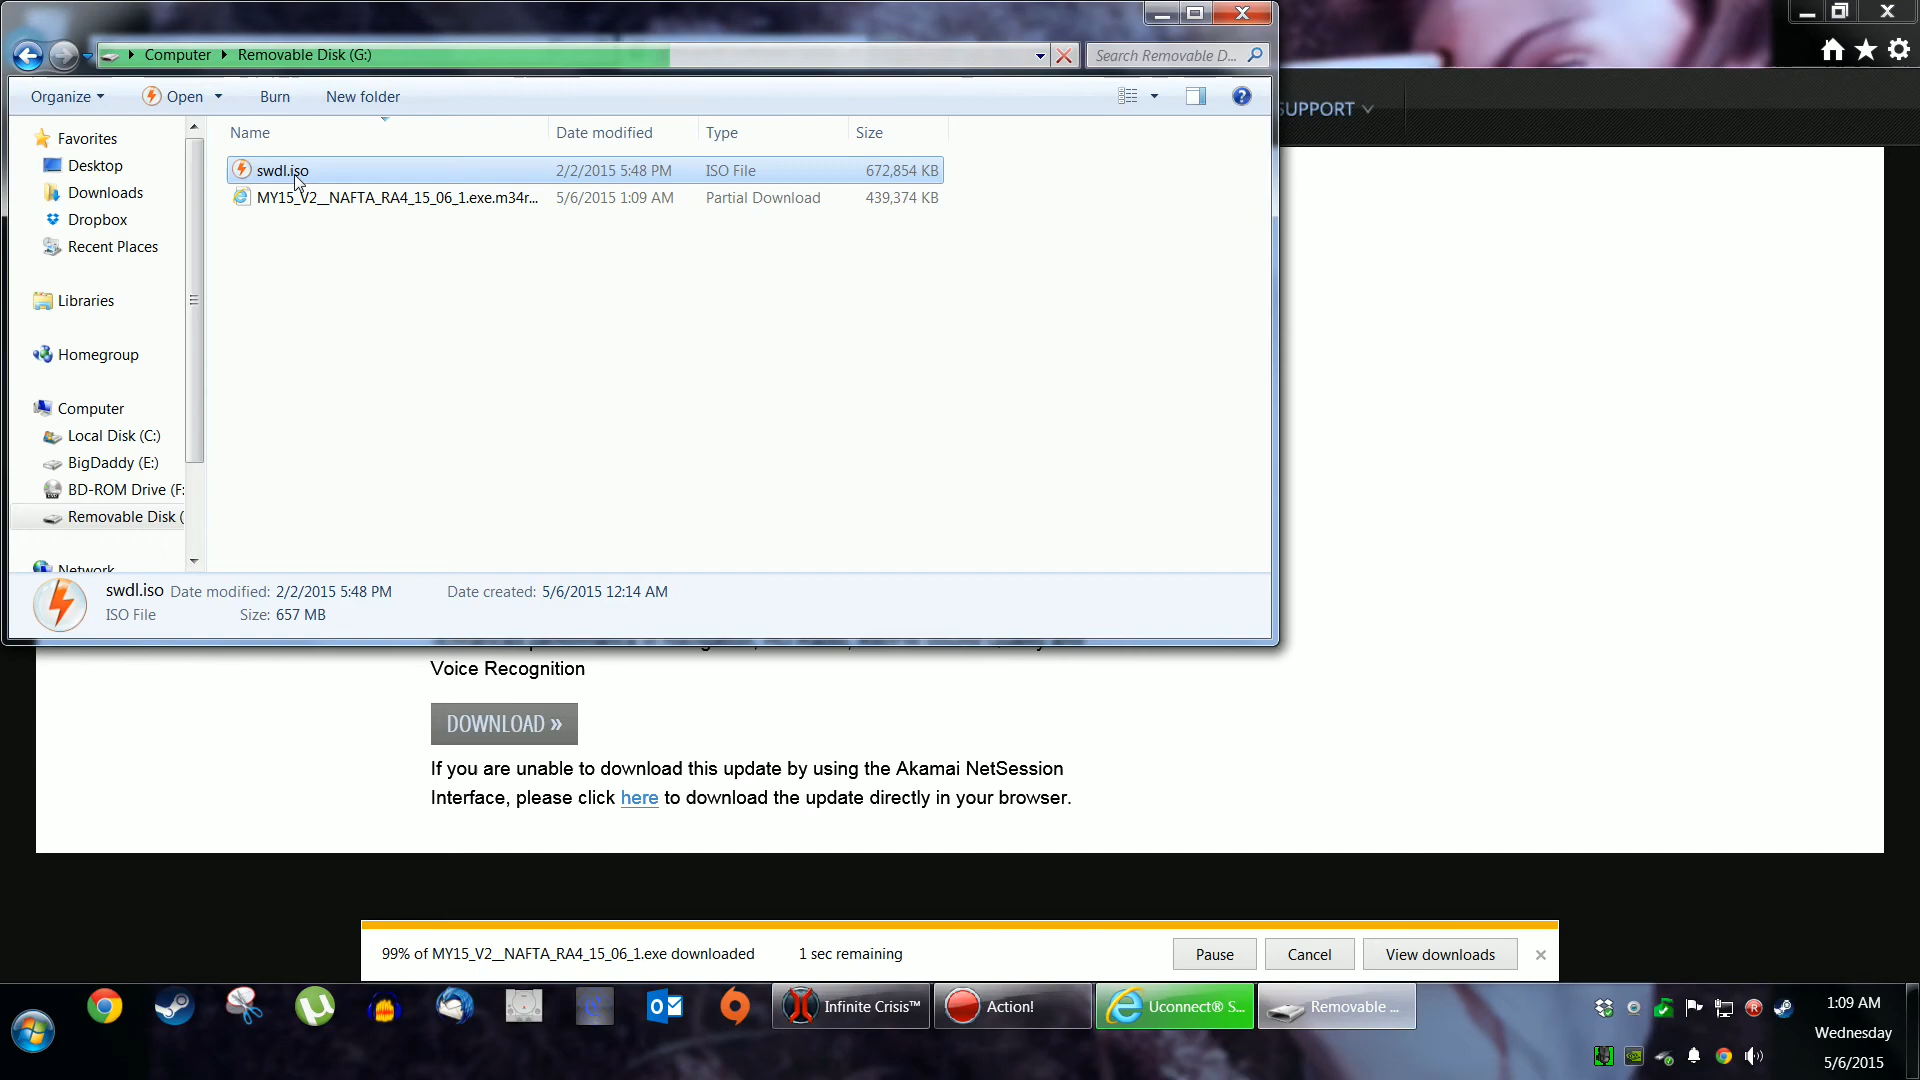 Computer Removable Disk (G:)
Search Removable D...
Organize Open Burn New folder
SUPPORT
Name Date modified Type Size
swdl.iso 2/2/2015 5:48 PM ISO File 672,854 KB
MY15_V2__NAFTA_RA4_15_06_1.exe.m34r... 5/6/2015 1:09 AM Partial Download 439,374 KB
Favorites
Desktop
Downloads
Dropbox
Recent Places
Libraries
Homegroup
Computer
Local Disk (C:)
BigDaddy (E:)
BD-ROM Drive (F:
Removable Disk (
Network
swdl.iso Date modified: 2/2/2015 5:48 PM Date created: 5/6/2015 12:14 AM
ISO File Size: 657 MB
Voice Recognition
DOWNLOAD »
If you are unable to download this update by using the Akamai NetSession
Interface, please click here to download the update directly in your browser.
99% of MY15_V2__NAFTA_RA4_15_06_1.exe downloaded 1 sec remaining Pause Cancel View downloads
Infinite Crisis™ Action! Uconnect® S... Removable ...
1:09 AM
Wednesday
5/6/2015